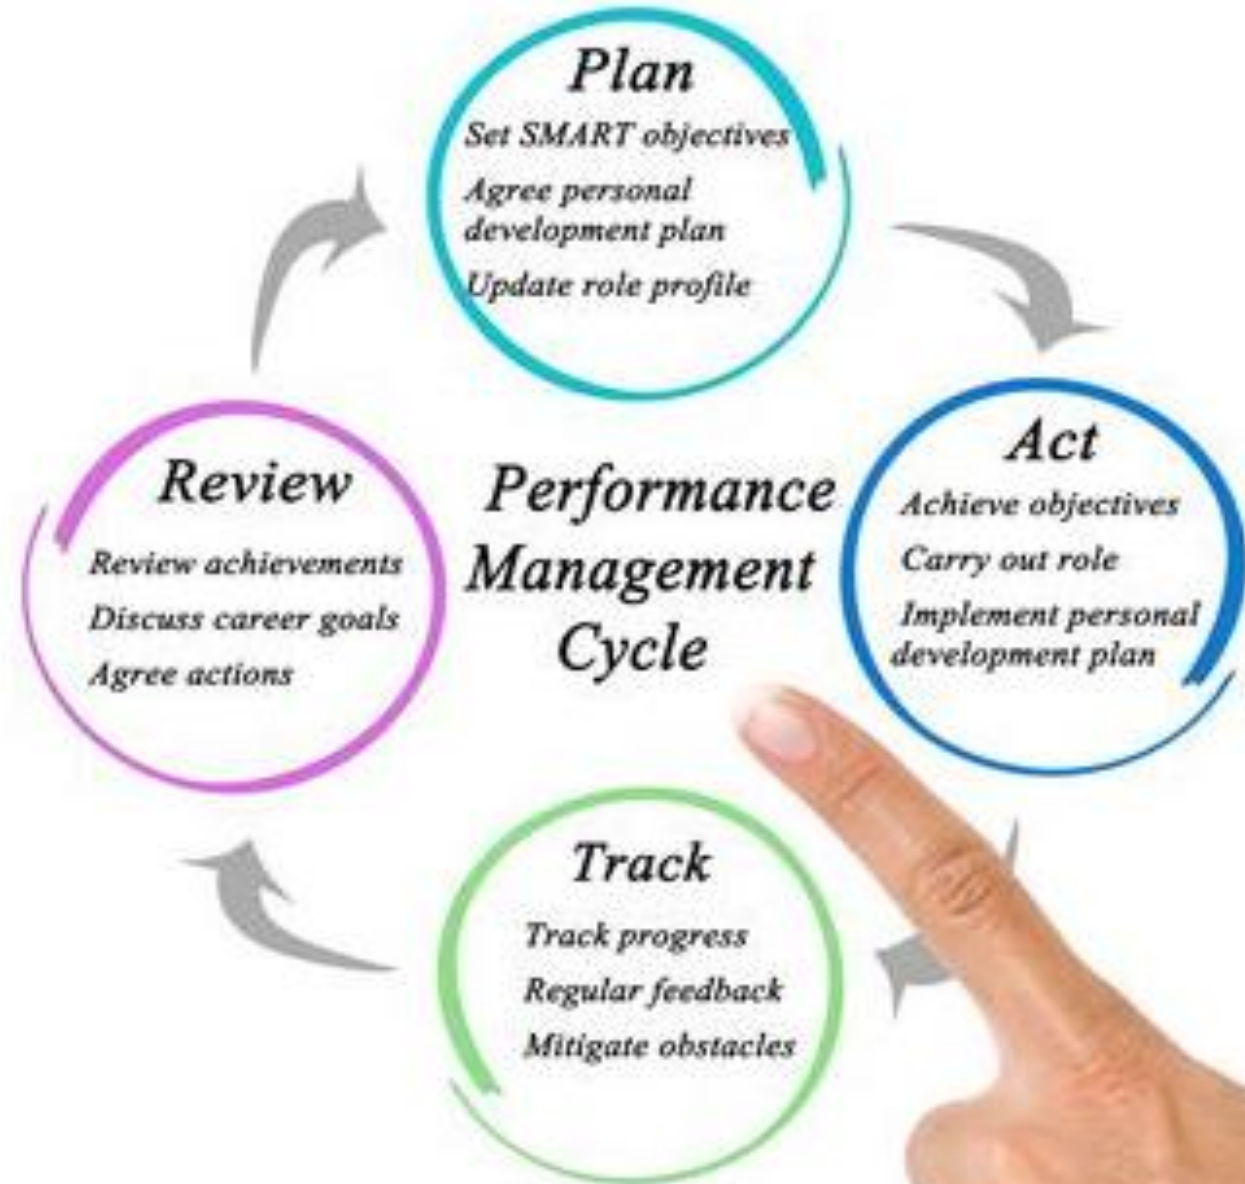 Plan
Set SMART objectives
Agree personal
development plan
Update role profile
Act
Achieve objectives
Carry out role
Implement personal
development plan
Performance
Management
Cycle
Review
Review achievements
Discuss career goals
Agree actions
Track
Track progress
Regular feedback
Mitigate obstacles